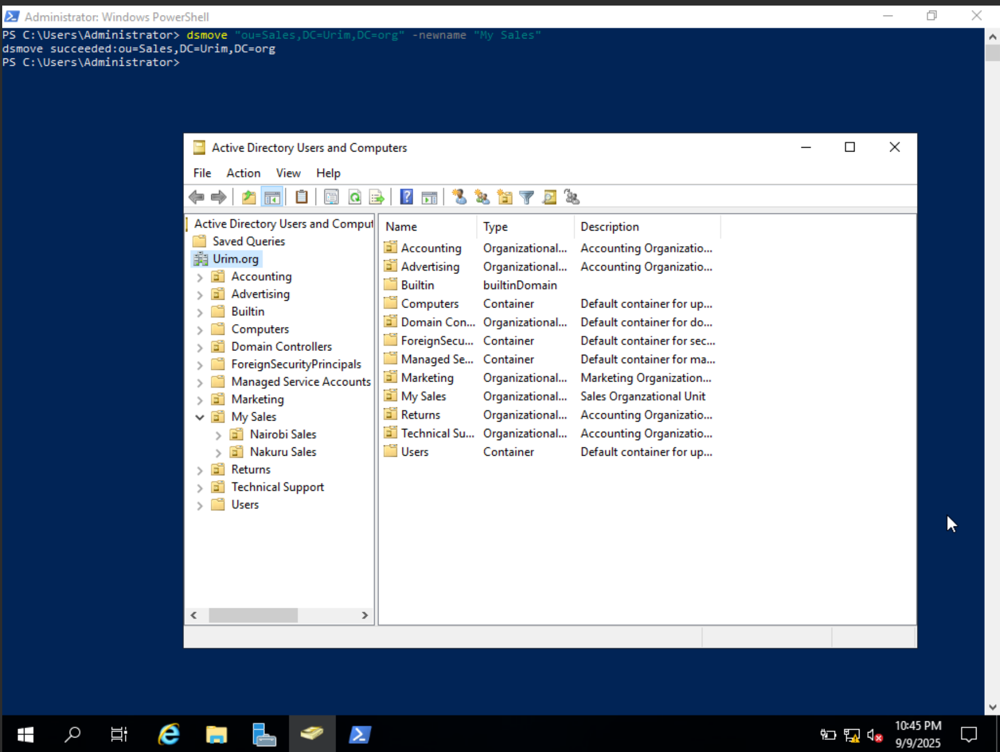 Administrator: Windows PowerShell
PS C:\Users\Administrator> dsmove "ou=Sales,DC=Urim,DC=org" -newname "My Sales"
dsmove succeeded:ou=Sales,DC=Urim,DC=org
PS C:\Users\Administrator>
Active Directory Users and Computers
File Action View Help
Active Directory Users and Comput
Saved Queries
Urim.org
Accounting
Advertising
Builtin
Computers
Domain Controllers
ForeignSecurityPrincipals
Managed Service Accounts
Marketing
My Sales
Nairobi Sales
Nakuru Sales
Returns
Technical Support
Users
Name Type Description
Accounting Organizational... Accounting Organizatio...
Advertising Organizational... Accounting Organizatio...
Builtin builtinDomain
Computers Container Default container for up...
Domain Con... Organizational... Default container for do...
ForeignSecu... Container Default container for sec...
Managed Se... Container Default container for ma...
Marketing Organizational... Marketing Organization...
My Sales Organizational... Sales Organzational Unit
Returns Organizational... Accounting Organizatio...
Technical Su... Organizational... Accounting Organizatio...
Users Container Default container for up...
10:45 PM
9/9/2025